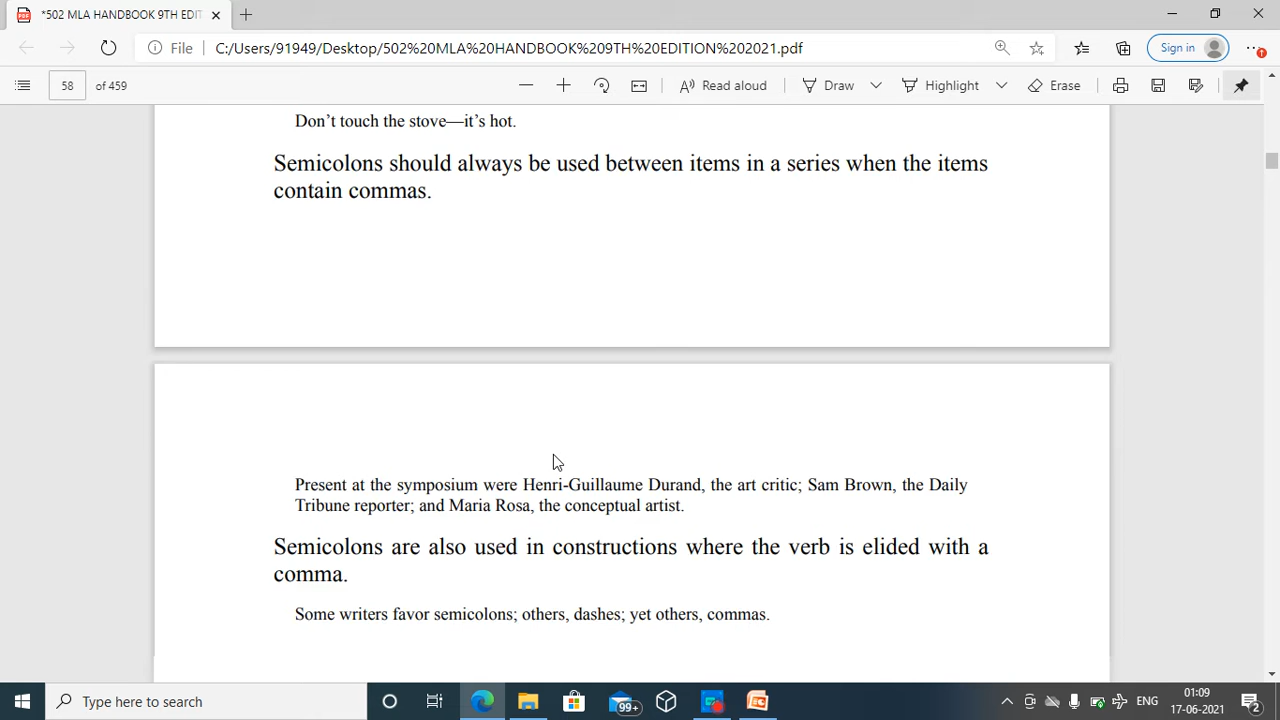 *502 MLA HANDBOOK 9TH EDIT
File
C:/Users/91949/Desktop/502%20MLA%20HANDBOOK%209TH%20EDITION%202021.pdf
Sign in
58 of 459
Read aloud
Draw
Highlight
Erase
Don’t touch the stove—it’s hot.
Semicolons should always be used between items in a series when the items
contain commas.
Present at the symposium were Henri-Guillaume Durand, the art critic; Sam Brown, the Daily
Tribune reporter; and Maria Rosa, the conceptual artist.
Semicolons are also used in constructions where the verb is elided with a
comma.
Some writers favor semicolons; others, dashes; yet others, commas.
Type here to search
99+
ENG
01:09
17-06-2021
2